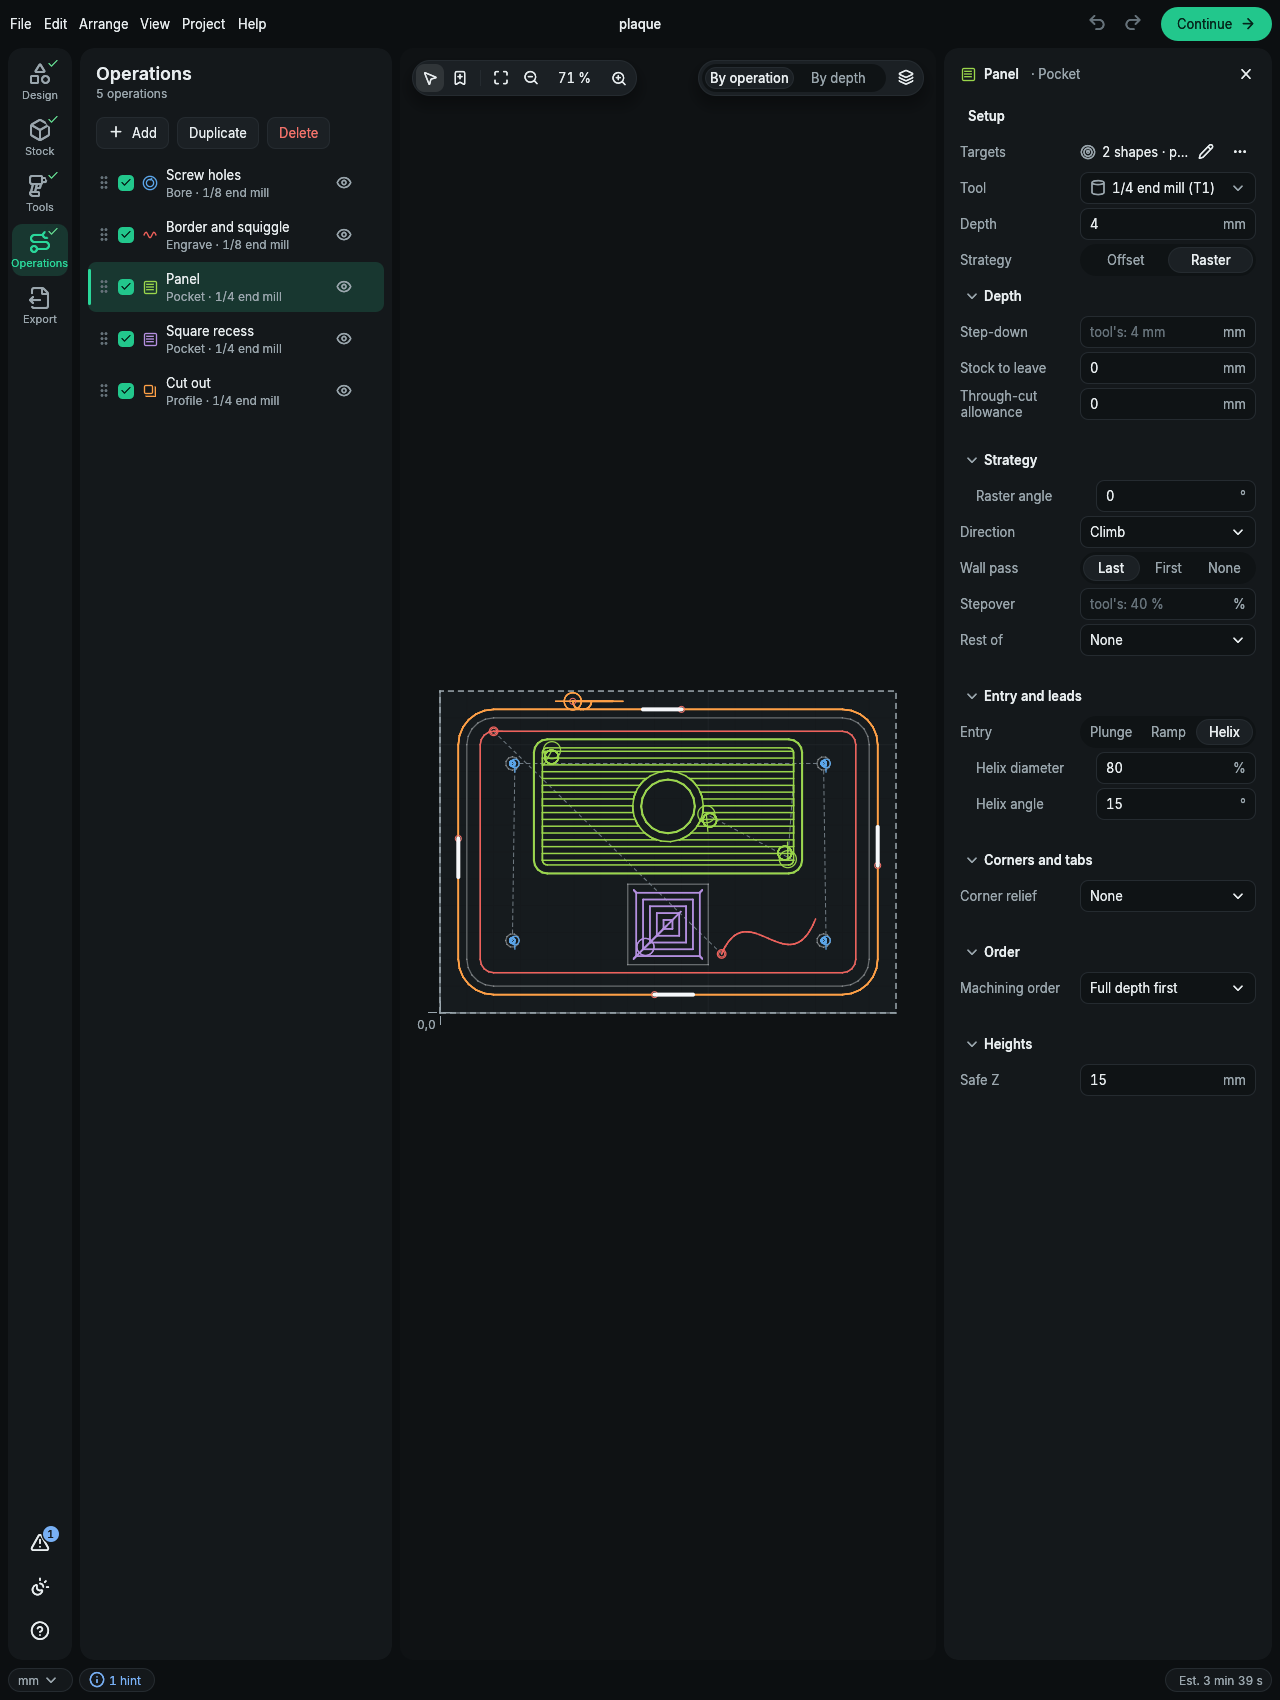 File Edit Arrange View Project Help
plaque
Continue
Design
Stock
Tools
Operations
Export
1
Operations
5 operations
Add
Duplicate
Delete
Screw holes
Bore · 1/8 end mill
Border and squiggle
Engrave · 1/8 end mill
Panel
Pocket · 1/4 end mill
Square recess
Pocket · 1/4 end mill
Cut out
Profile · 1/4 end mill
71 %
By operation
By depth
0,0
Panel · Pocket
Setup
Targets
2 shapes · p...
Tool
1/4 end mill (T1)
Depth
4 mm
Strategy
Offset
Raster
Depth
Step-down
tool's: 4 mm mm
Stock to leave
0 mm
Through-cut
allowance
0 mm
Strategy
Raster angle
0 °
Direction
Climb
Wall pass
Last
First
None
Stepover
tool's: 40 % %
Rest of
None
Entry and leads
Entry
Plunge
Ramp
Helix
Helix diameter
80 %
Helix angle
15 °
Corners and tabs
Corner relief
None
Order
Machining order
Full depth first
Heights
Safe Z
15 mm
mm
1 hint
Est. 3 min 39 s